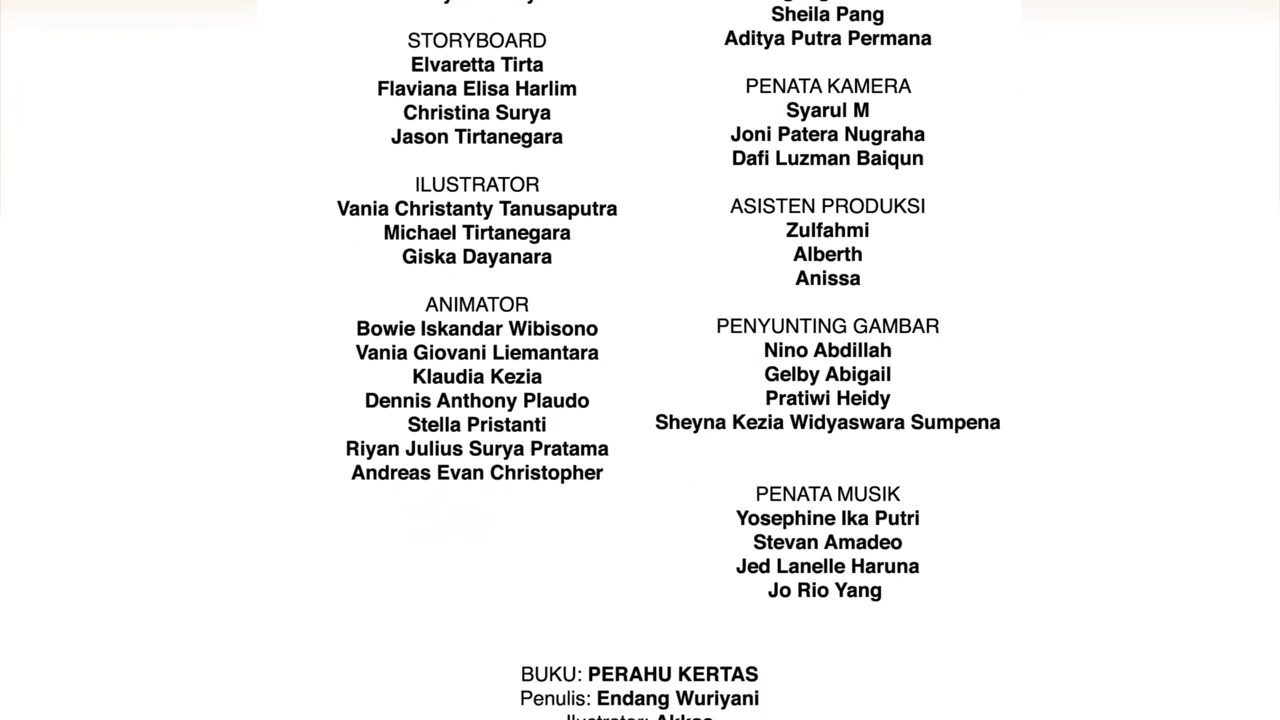 STORYBOARD
Elvaretta Tirta
Flaviana Elisa Harlim
Christina Surya
Jason Tirtanegara
ILUSTRATOR
Vania Christanty Tanusaputra
Michael Tirtanegara
Giska Dayanara
ANIMATOR
Bowie Iskandar Wibisono
Vania Giovani Liemantara
Klaudia Kezia
Dennis Anthony Plaudo
Stella Pristanti
Riyan Julius Surya Pratama
Andreas Evan Christopher
Sheila Pang
Aditya Putra Permana
PENATA KAMERA
Syarul M
Joni Patera Nugraha
Dafi Luzman Baiqun
ASISTEN PRODUKSI
Zulfahmi
Alberth
Anissa
PENYUNTING GAMBAR
Nino Abdillah
Gelby Abigail
Pratiwi Heidy
Sheyna Kezia Widyaswara Sumpena
PENATA MUSIK
Yosephine Ika Putri
Stevan Amadeo
Jed Lanelle Haruna
Jo Rio Yang
BUKU: PERAHU KERTAS
Penulis: Endang Wuriyani